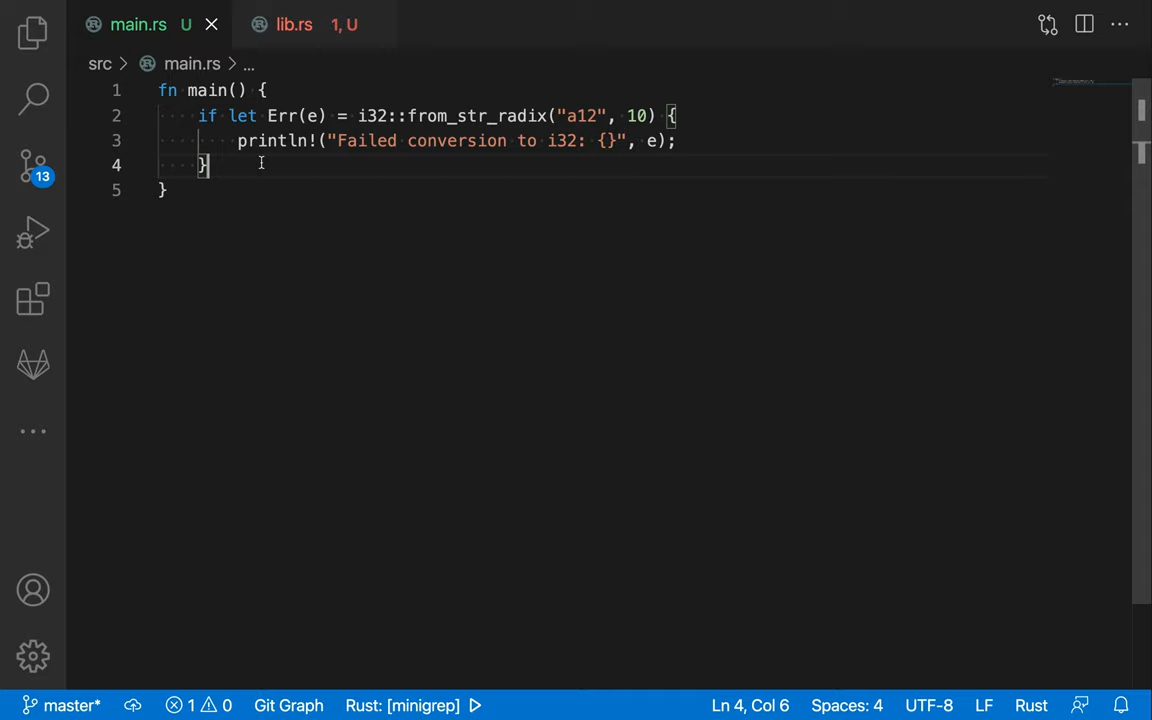 main.rs U lib.rs 1, U
src > main.rs > ...
1 fn main() {
2 if let Err(e) = i32::from_str_radix("a12", 10) {
3 println!("Failed conversion to i32: {}", e);
4 }
5 }
13
master* 1 0 Git Graph Rust: [minigrep] Ln 4, Col 6 Spaces: 4 UTF-8 LF Rust